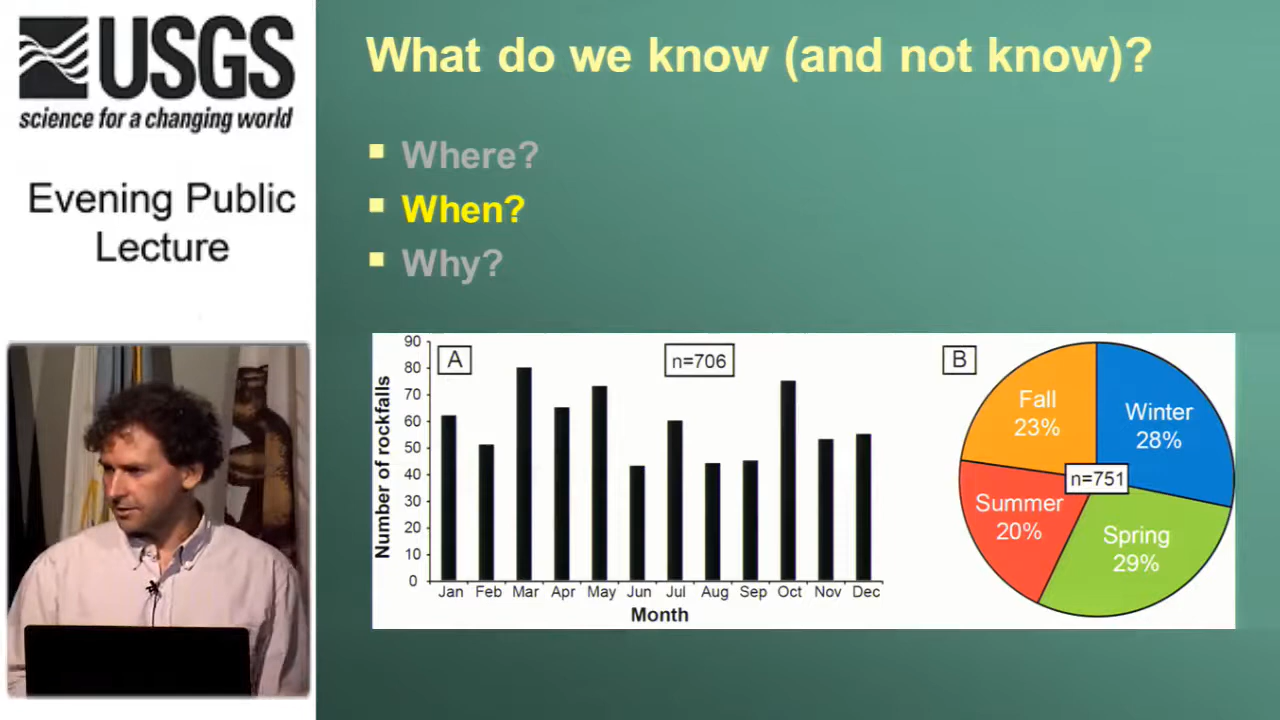 USGS
science for a changing world
Evening Public
Lecture
What do we know (and not know)?
Where?
When?
Why?
A
n=706
Number of rockfalls
90
80
70
60
50
40
30
20
10
0
Jan Feb Mar Apr May Jun Jul Aug Sep Oct Nov Dec
Month
B
Fall
23%
Winter
28%
n=751
Summer
20%
Spring
29%